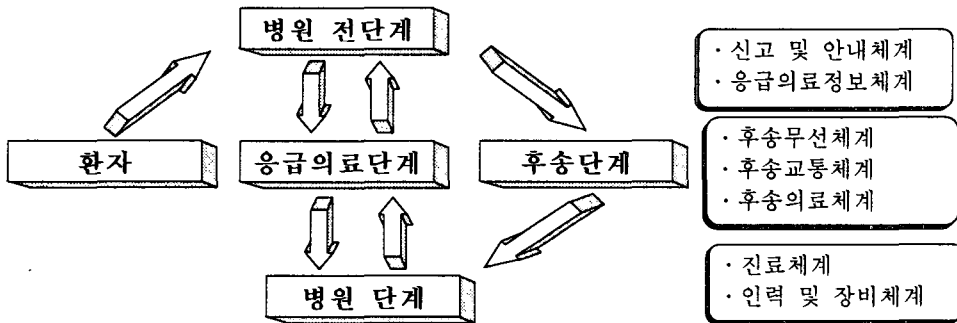 병원 전단계
환자
응급의료단계
후송단계
병원 단계
· 신고 및 안내체계
· 응급의료정보체계
· 후송무선체계
· 후송교통체계
· 후송의료체계
· 진료체계
· 인력 및 장비체계